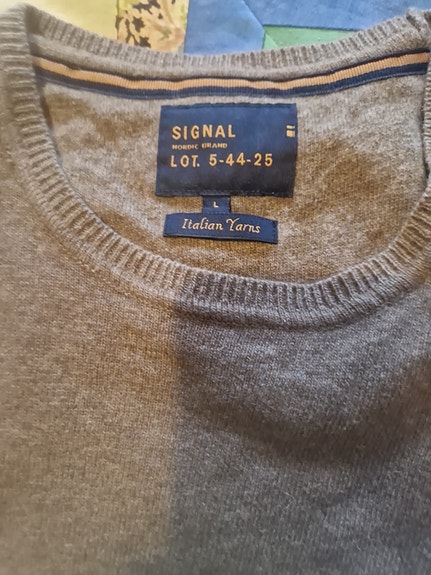 SIGNAL
NORDIC BRAND
LOT. 5-44-25
L
Italian Yarns